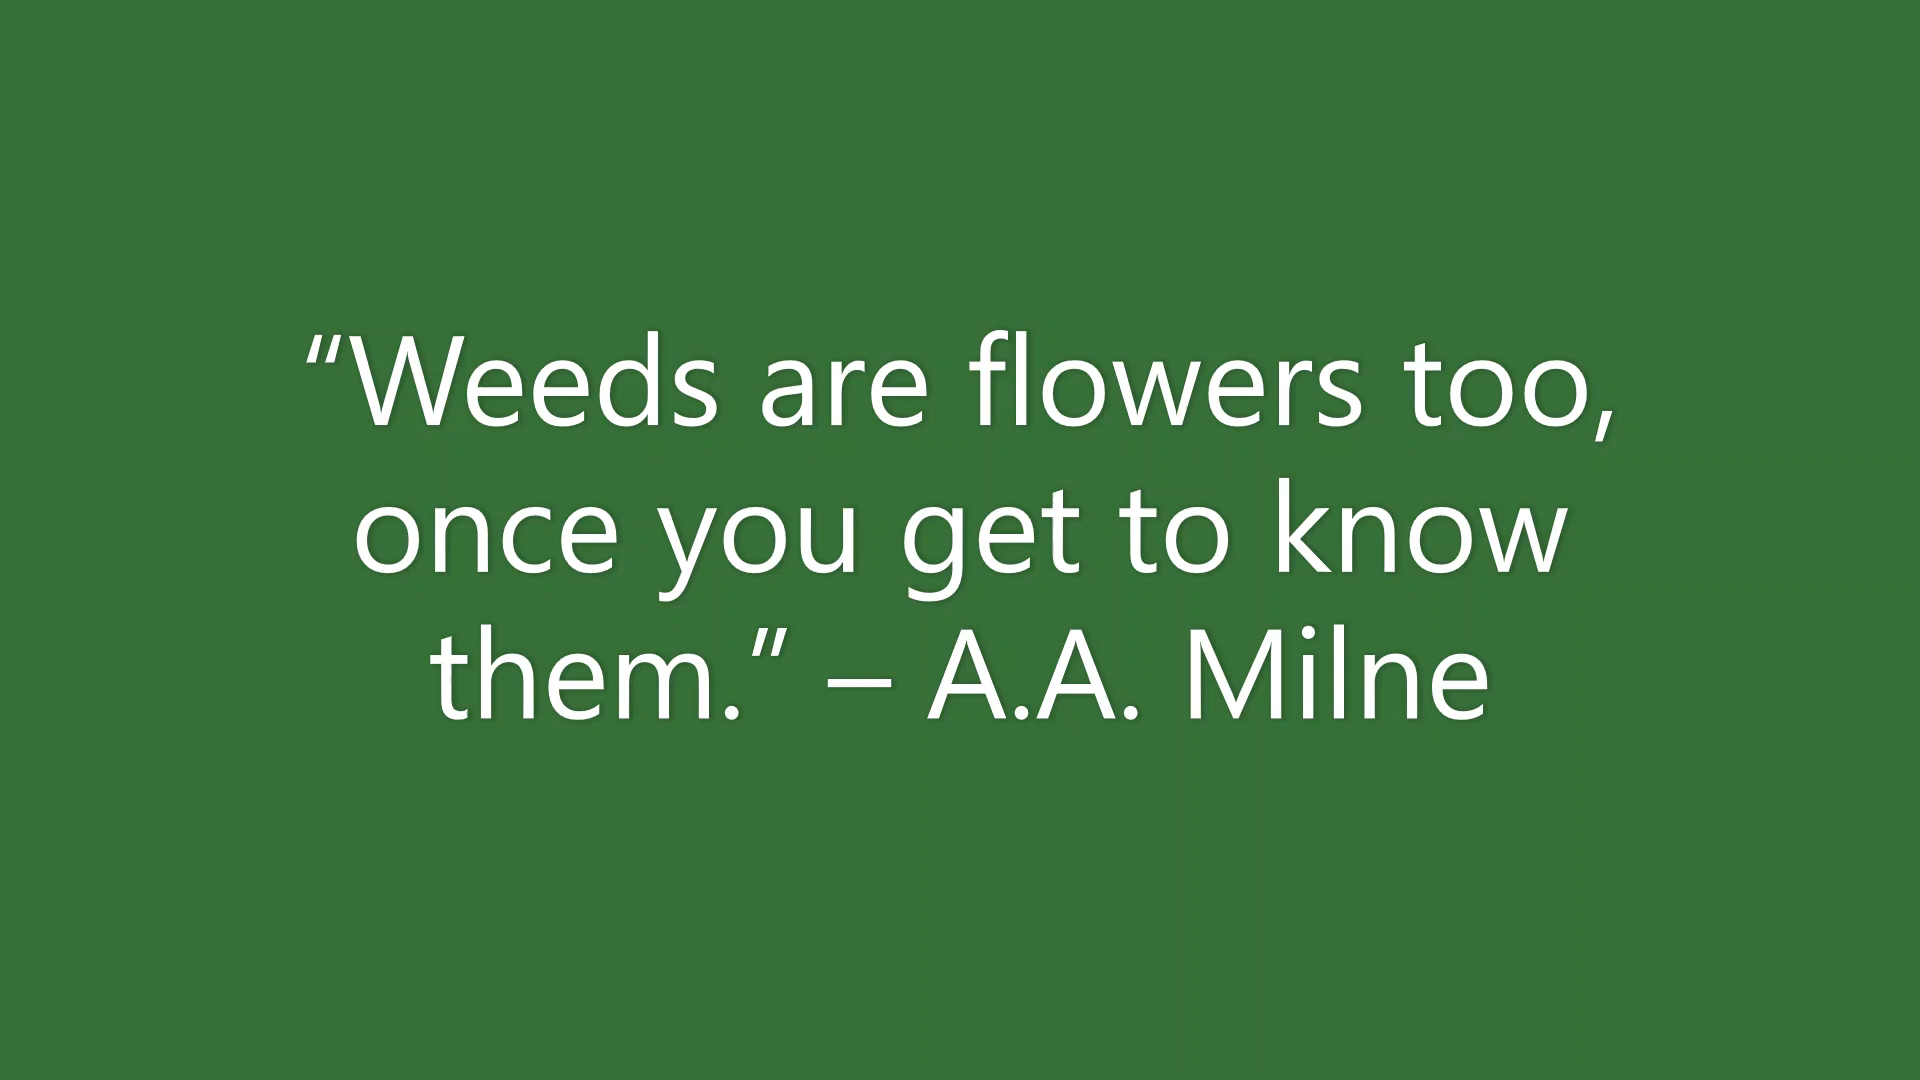 “Weeds are flowers too,
once you get to know
them.” – A.A. Milne